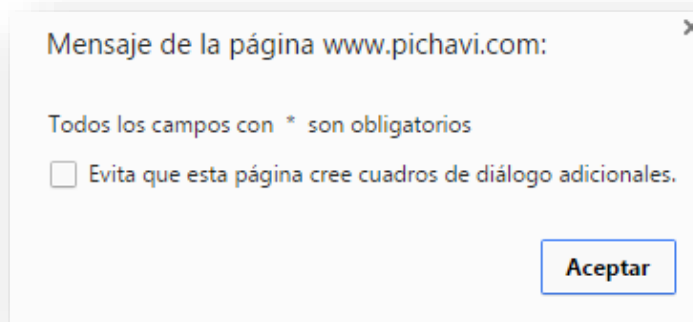 Mensaje de la página www.pichavi.com:
Todos los campos con * son obligatorios
Evita que esta página cree cuadros de diálogo adicionales.
Aceptar